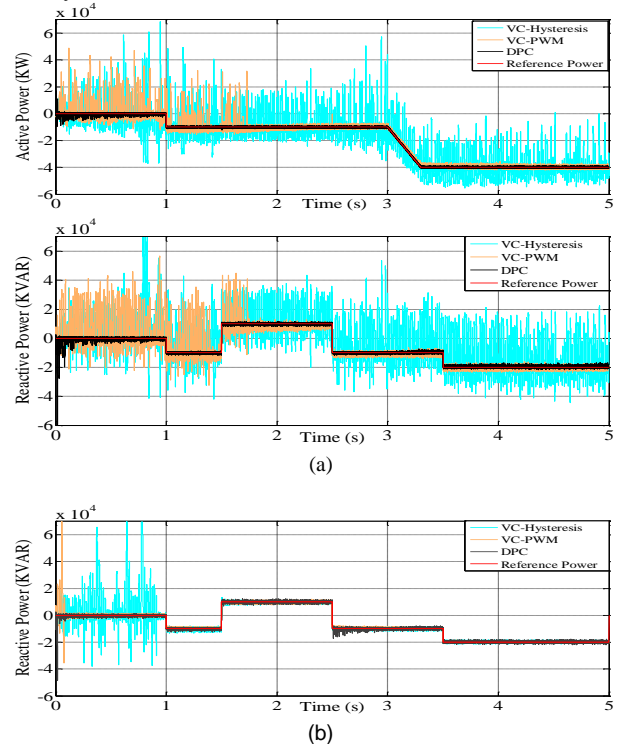 x 10 4
VC-Hysteresis
VC-PWM
DPC
Reference Power
Active Power (KW)
6
4
2
0
-2
-4
-6
0 1 2 3 4 5
Time (s)
x 10 4
VC-Hysteresis
VC-PWM
DPC
Reference Power
Reactive Power (KVAR)
6
4
2
0
-2
-4
-6
0 1 2 3 4 5
Time (s)
(a)
x 10 4
VC-Hysteresis
VC-PWM
DPC
Reference Power
Reactive Power (KVAR)
6
4
2
0
-2
-4
-6
0 1 2 3 4 5
Time (s)
(b)